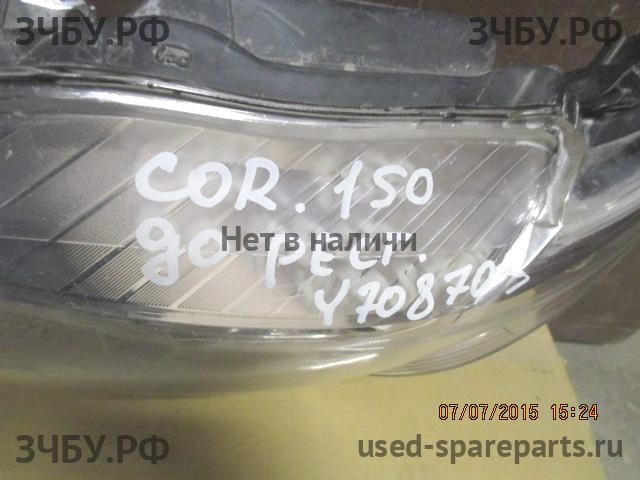 ЗЧБУ.РФ
ЗЧБУ.РФ
COR. 150
Нет в наличи
до РЕСТ.
У708703
07/07/2015 15:24
ЗЧБУ.РФ
used-spareparts.ru